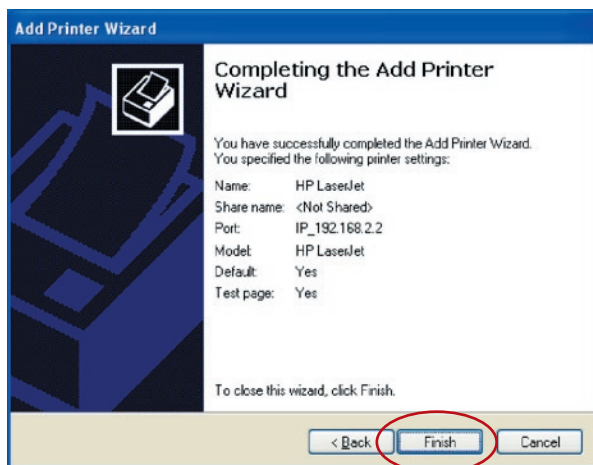 Add Printer Wizard
Completing the Add Printer
Wizard
You have successfully completed the Add Printer Wizard.
You specified the following printer settings:
Name: HP LaserJet
Share name: <Not Shared>
Port: IP_192.168.2.2
Model: HP LaserJet
Default: Yes
Test page: Yes
To close this wizard, click Finish.
< Back Finish Cancel